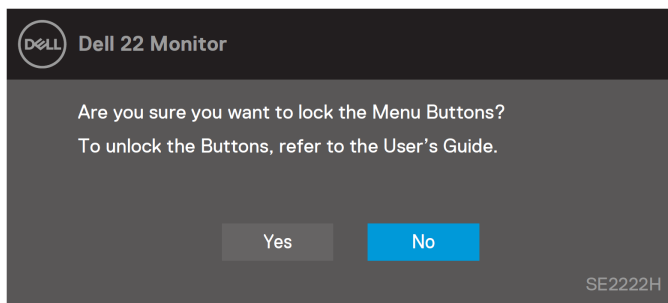 DELL Dell 22 Monitor
Are you sure you want to lock the Menu Buttons?
To unlock the Buttons, refer to the User's Guide.
Yes No
SE2222H